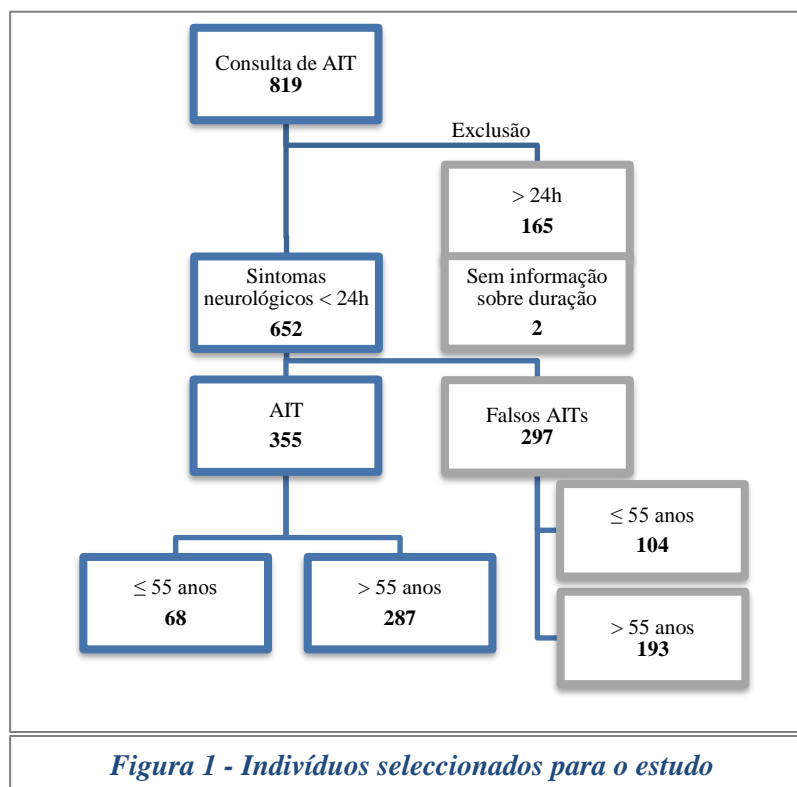 Consulta de AIT
819
Exclusão
> 24h
165
Sintomas
neurológicos < 24h
652
Sem informação
sobre duração
2
AIT
355
Falsos AITs
297
≤ 55 anos
104
≤ 55 anos
68
> 55 anos
287
> 55 anos
193
Figura 1 - Indivíduos seleccionados para o estudo